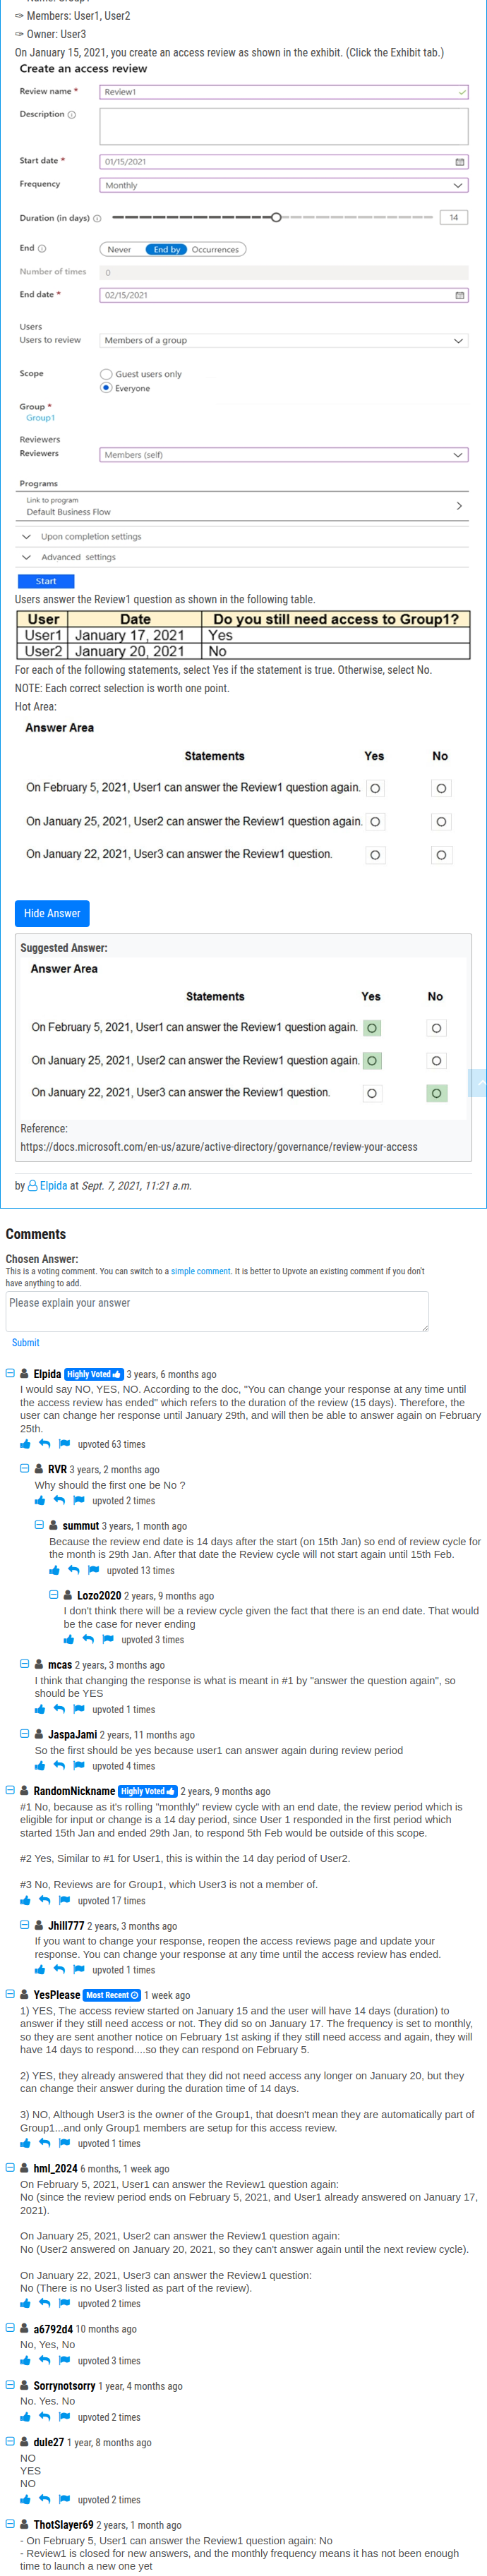 ✑ Members: User1, User2
✑ Owner: User3
On January 15, 2021, you create an access review as shown in the exhibit. (Click the Exhibit tab.)
Create an access review
Review name *
Review1
Description
Start date *
01/15/2021
Frequency
Monthly
Duration (in days)
14
End
Never
End by
Occurrences
Number of times
0
End date *
02/15/2021
Users
Users to review
Members of a group
Scope
Guest users only
Everyone
Group *
Group1
Reviewers
Reviewers
Members (self)
Programs
Link to program
Default Business Flow
Upon completion settings
Advanced settings
Start
Users answer the Review1 question as shown in the following table.
User Date Do you still need access to Group1?
User1 January 17, 2021 Yes
User2 January 20, 2021 No
For each of the following statements, select Yes if the statement is true. Otherwise, select No.
NOTE: Each correct selection is worth one point.
Hot Area:
Answer Area
Statements Yes No
On February 5, 2021, User1 can answer the Review1 question again.
On January 25, 2021, User2 can answer the Review1 question again.
On January 22, 2021, User3 can answer the Review1 question.
Hide Answer
Suggested Answer:
Answer Area
Statements Yes No
On February 5, 2021, User1 can answer the Review1 question again.
On January 25, 2021, User2 can answer the Review1 question again.
On January 22, 2021, User3 can answer the Review1 question.
Reference:
https://docs.microsoft.com/en-us/azure/active-directory/governance/review-your-access
by Elpida at Sept. 7, 2021, 11:21 a.m.
Comments
Chosen Answer:
This is a voting comment. You can switch to a simple comment. It is better to Upvote an existing comment if you don't
have anything to add.
Please explain your answer
Submit
Elpida Highly Voted 3 years, 6 months ago
I would say NO, YES, NO. According to the doc, "You can change your response at any time until
the access review has ended" which refers to the duration of the review (15 days). Therefore, the
user can change her response until January 29th, and will then be able to answer again on February
25th.
upvoted 63 times
RVR 3 years, 2 months ago
Why should the first one be No ?
upvoted 2 times
summut 3 years, 1 month ago
Because the review end date is 14 days after the start (on 15th Jan) so end of review cycle for
the month is 29th Jan. After that date the Review cycle will not start again until 15th Feb.
upvoted 13 times
Lozo2020 2 years, 9 months ago
I don't think there will be a review cycle given the fact that there is an end date. That would
be the case for never ending
upvoted 3 times
mcas 2 years, 3 months ago
I think that changing the response is what is meant in #1 by "answer the question again", so
should be YES
upvoted 1 times
JaspaJami 2 years, 11 months ago
So the first should be yes because user1 can answer again during review period
upvoted 4 times
RandomNickname Highly Voted 2 years, 9 months ago
#1 No, because as it's rolling "monthly" review cycle with an end date, the review period which is
eligible for input or change is a 14 day period, since User 1 responded in the first period which
started 15th Jan and ended 29th Jan, to respond 5th Feb would be outside of this scope.
#2 Yes, Similar to #1 for User1, this is within the 14 day period of User2.
#3 No, Reviews are for Group1, which User3 is not a member of.
upvoted 17 times
Jhill777 2 years, 3 months ago
If you want to change your response, reopen the access reviews page and update your
response. You can change your response at any time until the access review has ended.
upvoted 1 times
YesPlease Most Recent 1 week ago
1) YES, The access review started on January 15 and the user will have 14 days (duration) to
answer if they still need access or not. They did so on January 17. The frequency is set to monthly,
so they are sent another notice on February 1st asking if they still need access and again, they will
have 14 days to respond....so they can respond on February 5.
2) YES, they already answered that they did not need access any longer on January 20, but they
can change their answer during the duration time of 14 days.
3) NO, Although User3 is the owner of the Group1, that doesn't mean they are automatically part of
Group1...and only Group1 members are setup for this access review.
upvoted 1 times
hml_2024 6 months, 1 week ago
On February 5, 2021, User1 can answer the Review1 question again:
No (since the review period ends on February 5, 2021, and User1 already answered on January 17,
2021).
On January 25, 2021, User2 can answer the Review1 question again:
No (User2 answered on January 20, 2021, so they can't answer again until the next review cycle).
On January 22, 2021, User3 can answer the Review1 question:
No (There is no User3 listed as part of the review).
upvoted 2 times
a6792d4 10 months ago
No, Yes, No
upvoted 3 times
Sorrynotsorry 1 year, 4 months ago
No. Yes. No
upvoted 2 times
dule27 1 year, 8 months ago
NO
YES
NO
upvoted 2 times
ThotSlayer69 2 years, 1 month ago
- On February 5, User1 can answer the Review1 question again: No
- Review1 is closed for new answers, and the monthly frequency means it has not been enough
time to launch a new one yet